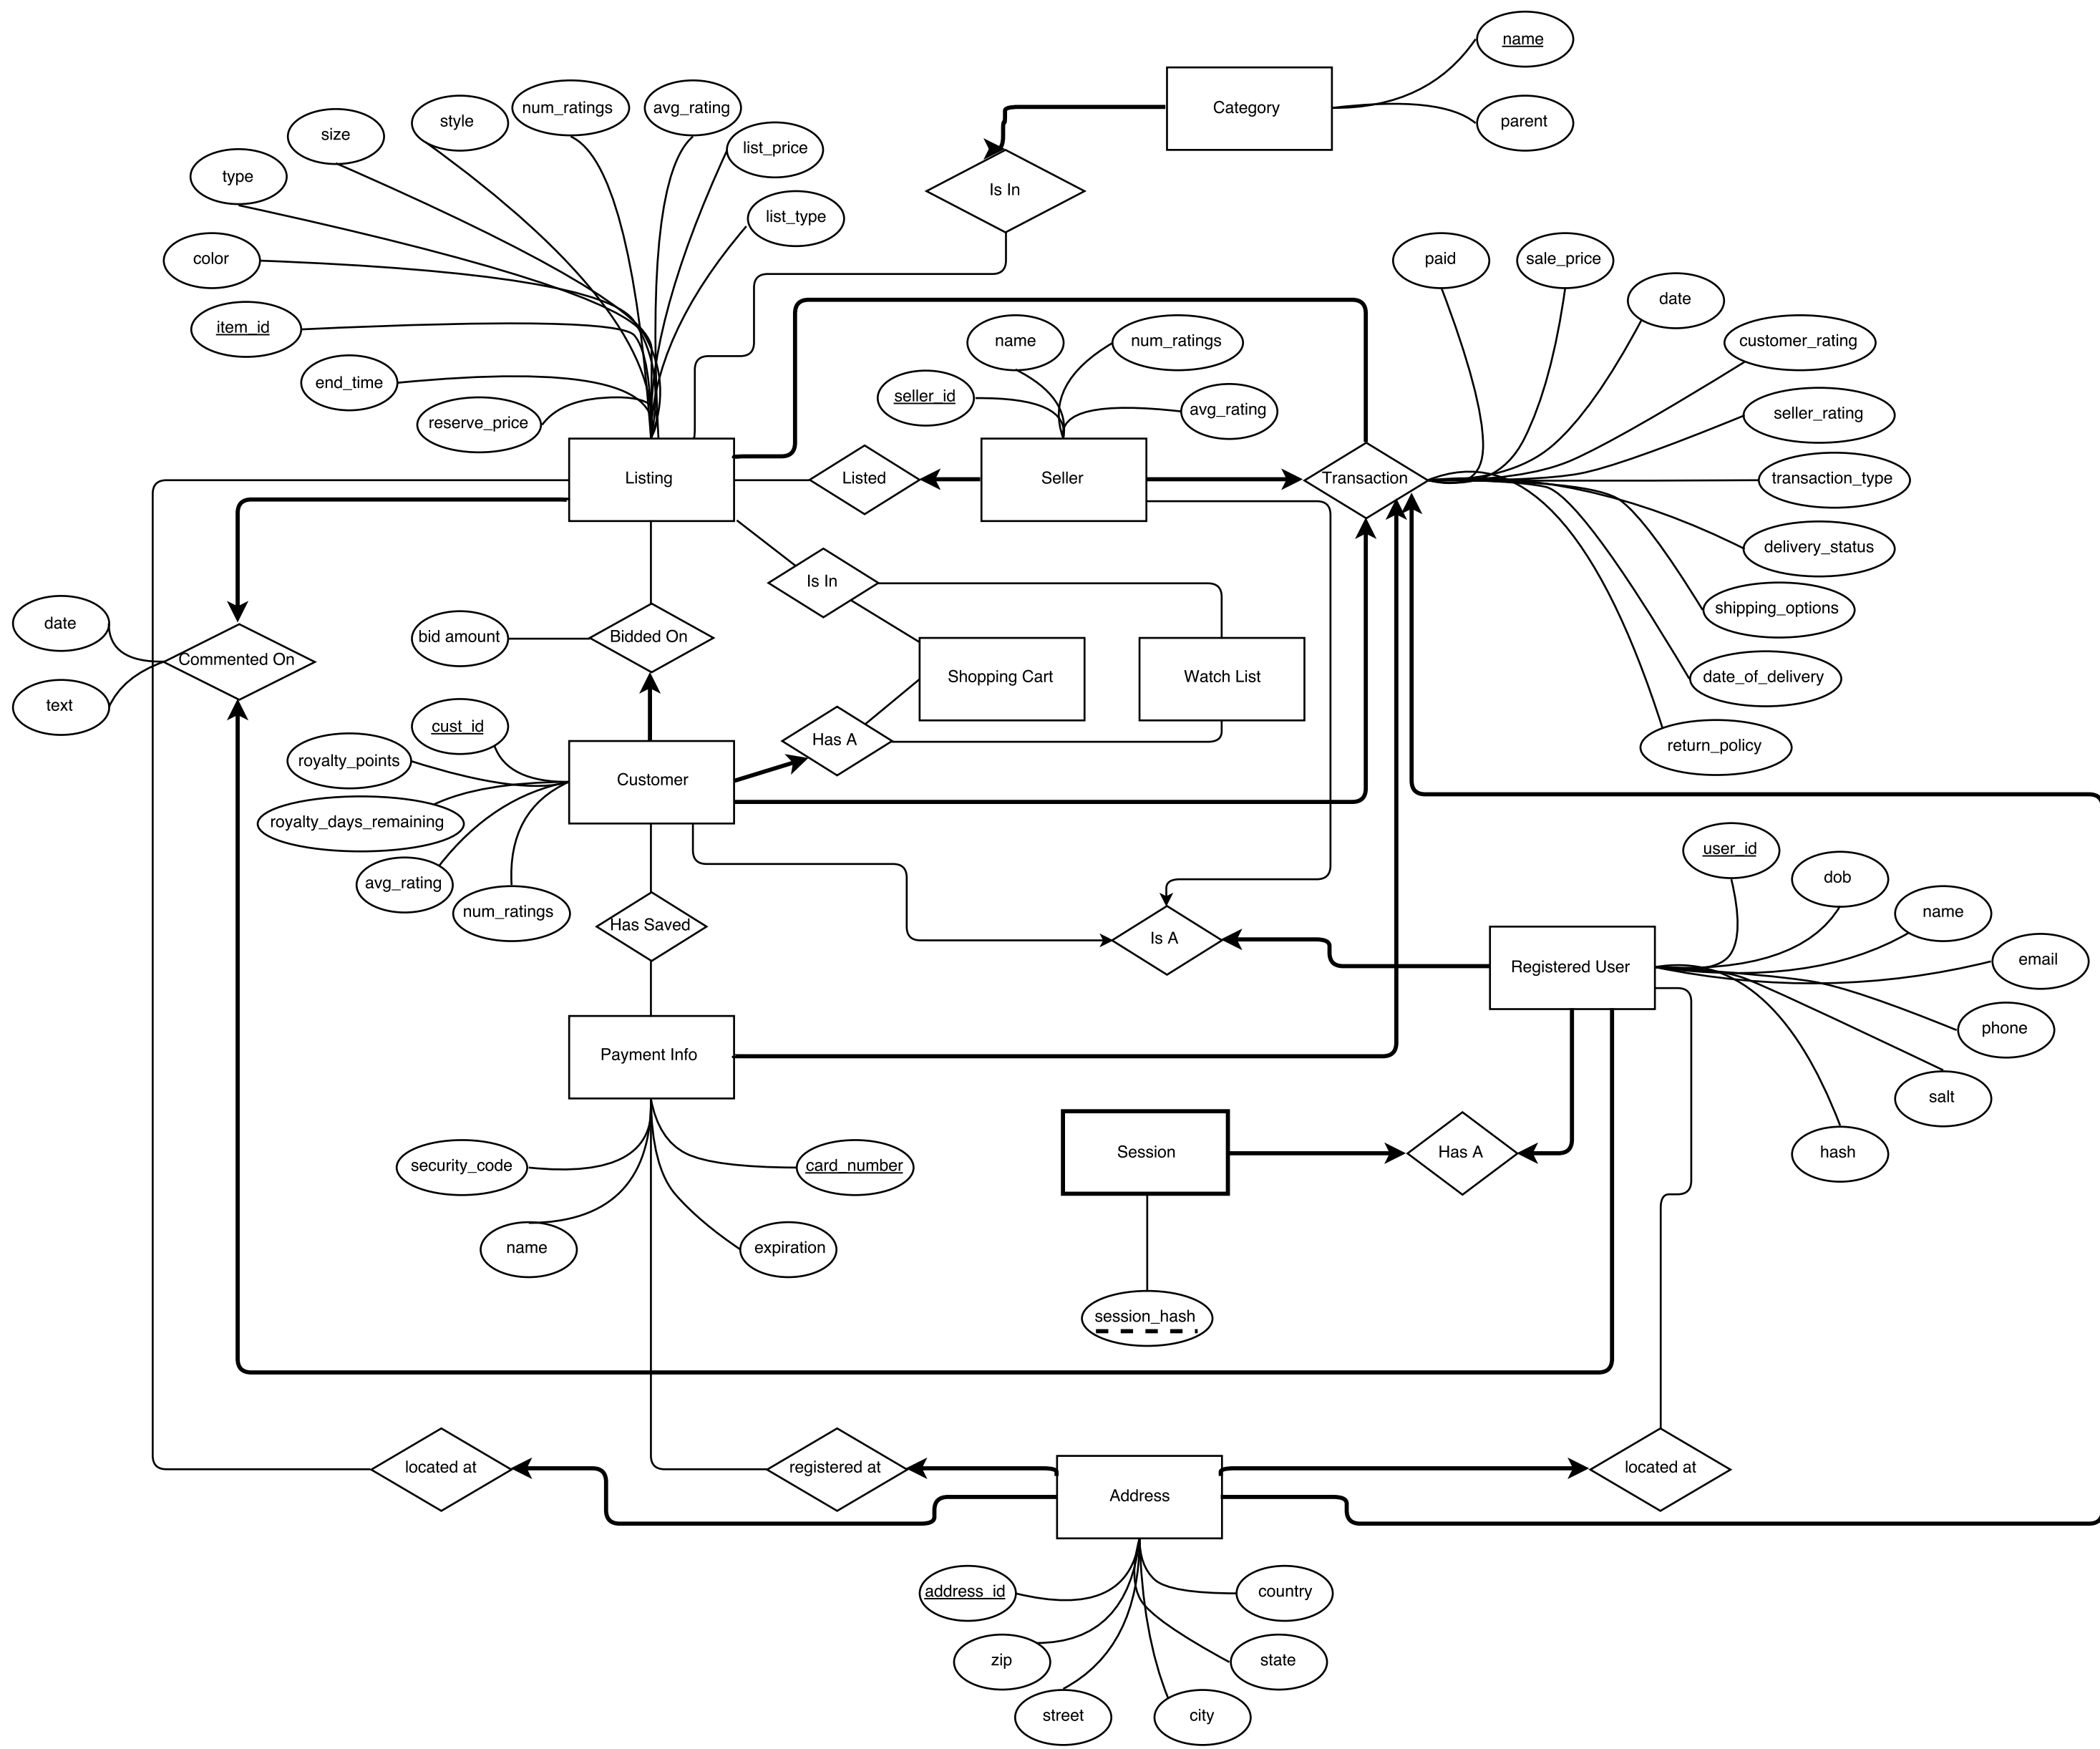 name
Category
parent
num_ratings
avg_rating
style
size
list_price
type
Is In
list_type
color
paid
sale_price
date
item_id
name
num_ratings
customer_rating
end_time
seller_id
avg_rating
seller_rating
reserve_price
Listing
Listed
Seller
Transaction
transaction_type
delivery_status
Is In
shipping_options
date
bid amount
Bidded On
Commented On
Shopping Cart
Watch List
date_of_delivery
text
cust_id
Has A
return_policy
royalty_points
Customer
royalty_days_remaining
user_id
avg_rating
dob
num_ratings
name
Has Saved
Is A
email
Registered User
phone
Payment Info
salt
Session
Has A
hash
security_code
card_number
name
expiration
session_hash
located at
registered at
located at
Address
address_id
country
zip
state
street
city